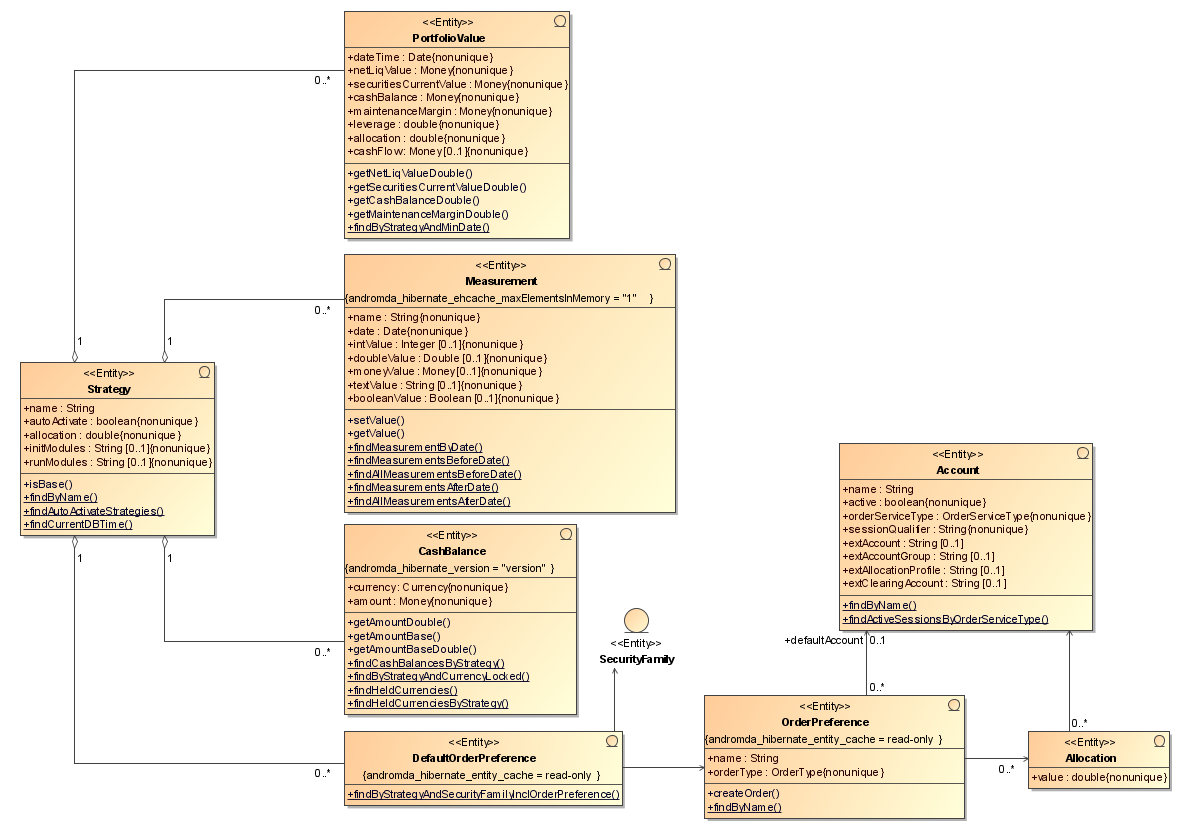 <<Entity>>
PortfolioValue
+dateTime : Date{nonunique}
+netLiqValue : Money{nonunique}
+securitiesCurrentValue : Money{nonunique}
+cashBalance : Money{nonunique}
+maintenanceMargin : Money{nonunique}
+leverage : double{nonunique}
+allocation : double{nonunique}
+cashFlow : Money [0..1]{nonunique}
+getNetLiqValueDouble()
+getSecuritiesCurrentValueDouble()
+getCashBalanceDouble()
+getMaintenanceMarginDouble()
+findByStrategyAndMinDate()
0..*
<<Entity>>
Measurement
{andromda_hibernate_ehcache_maxElementsInMemory = "1" }
+name : String{nonunique}
+date : Date{nonunique}
+intValue : Integer [0..1]{nonunique}
+doubleValue : Double [0..1]{nonunique}
+moneyValue : Money [0..1]{nonunique}
+textValue : String [0..1]{nonunique}
+booleanValue : Boolean [0..1]{nonunique}
+setValue()
+getValue()
+findMeasurementByDate()
+findMeasurementsBeforeDate()
+findAllMeasurementsBeforeDate()
+findMeasurementsAfterDate()
+findAllMeasurementsAfterDate()
0..*
1
1
<<Entity>>
Strategy
+name : String
+autoActivate : boolean{nonunique}
+allocation : double{nonunique}
+initModules : String [0..1]{nonunique}
+runModules : String [0..1]{nonunique}
+isBase()
+findByName()
+findAutoActivateStrategies()
+findCurrentDBTime()
1
1
<<Entity>>
CashBalance
{andromda_hibernate_version = "version" }
+currency : Currency{nonunique}
+amount : Money{nonunique}
+getAmountDouble()
+getAmountBase()
+getAmountBaseDouble()
+findCashBalancesByStrategy()
+findByStrategyAndCurrencyLocked()
+findHeldCurrencies()
+findHeldCurrenciesByStrategy()
0..*
<<Entity>>
SecurityFamily
<<Entity>>
Account
+name : String
+active : boolean{nonunique}
+orderServiceType : OrderServiceType{nonunique}
+sessionQualifier : String{nonunique}
+extAccount : String [0..1]
+extAccountGroup : String [0..1]
+extAllocationProfile : String [0..1]
+extClearingAccount : String [0..1]
+findByName()
+findActiveSessionsByOrderServiceType()
+defaultAccount 0..1
0..*
0..*
<<Entity>>
DefaultOrderPreference
{andromda_hibernate_entity_cache = read-only }
+findByStrategyAndSecurityFamilyInclOrderPreference()
0..*
<<Entity>>
OrderPreference
{andromda_hibernate_entity_cache = read-only }
+name : String
+orderType : OrderType{nonunique}
+createOrder()
+findByName()
0..*
<<Entity>>
Allocation
+value : double{nonunique}